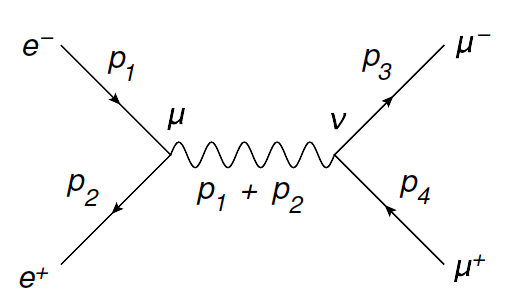 e⁻ p₁ p₃ μ⁻
μ ν
p₂ p₁ + p₂ p₄
e⁺ μ⁺